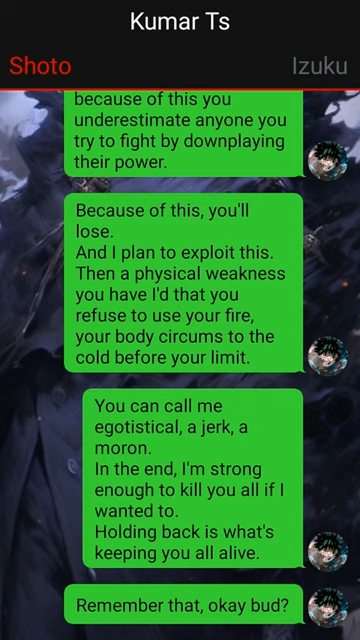 Kumar Ts
Shoto
Izuku
because of this you
underestimate anyone you
try to fight by downplaying
their power.
Because of this, you'll
lose.
And I plan to exploit this.
Then a physical weakness
you have I'd that you
refuse to use your fire,
your body circums to the
cold before your limit.
You can call me
egotistical, a jerk, a
moron.
In the end, I'm strong
enough to kill you all if I
wanted to.
Holding back is what's
keeping you all alive.
Remember that, okay bud?